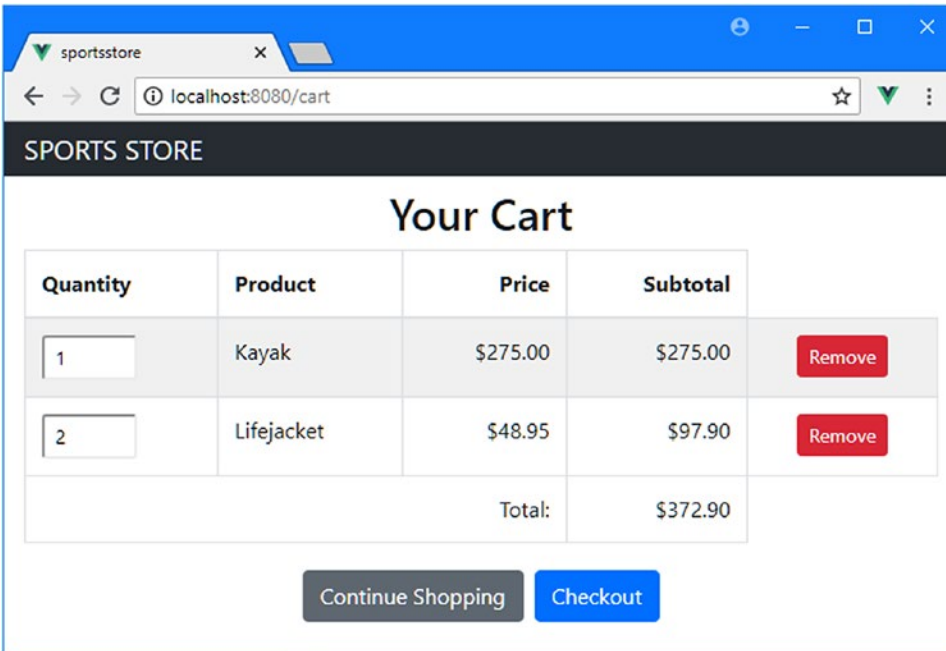 sportsstore
localhost:8080/cart
SPORTS STORE
Your Cart
Quantity Product Price Subtotal
1 Kayak $275.00 $275.00 Remove
2 Lifejacket $48.95 $97.90 Remove
Total: $372.90
Continue Shopping Checkout